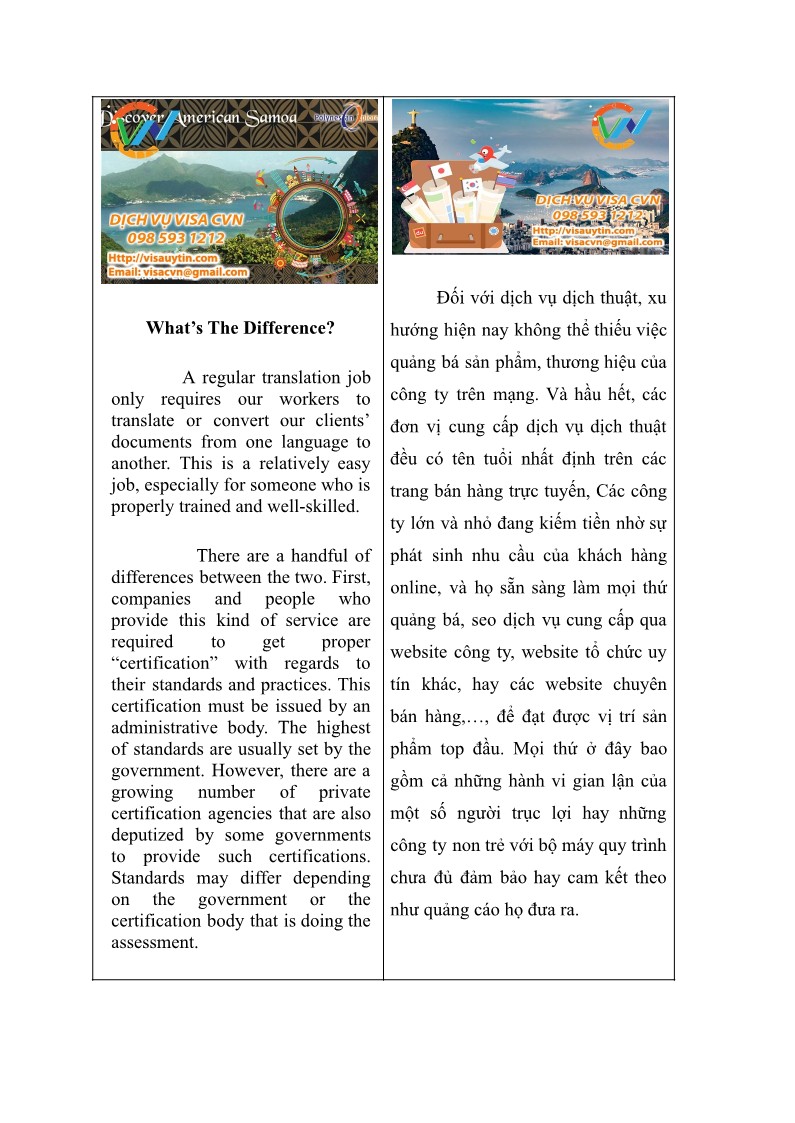 Discover American Samoa
DỊCH VỤ VISA CVN
098 593 1212
Http://visauytin.com
Email: visacvn@gmail.com
What’s The Difference?
A regular translation job
only requires our workers to
translate or convert our clients’
documents from one language to
another. This is a relatively easy
job, especially for someone who is
properly trained and well-skilled.
There are a handful of
differences between the two. First,
companies and people who
provide this kind of service are
required to get proper
“certification” with regards to
their standards and practices. This
certification must be issued by an
administrative body. The highest
of standards are usually set by the
government. However, there are a
growing number of private
certification agencies that are also
deputized by some governments
to provide such certifications.
Standards may differ depending
on the government or the
certification body that is doing the
assessment.
DỊCH VỤ VISA CVN
098 593 1212
Http://visauytin.com
Email: visacvn@gmail.com
Đối với dịch vụ dịch thuật, xu
hướng hiện nay không thể thiếu việc
quảng bá sản phẩm, thương hiệu của
công ty trên mạng. Và hầu hết, các
đơn vị cung cấp dịch vụ dịch thuật
đều có tên tuổi nhất định trên các
trang bán hàng trực tuyến, Các công
ty lớn và nhỏ đang kiếm tiền nhờ sự
phát sinh nhu cầu của khách hàng
online, và họ sẵn sàng làm mọi thứ
quảng bá, seo dịch vụ cung cấp qua
website công ty, website tổ chức uy
tín khác, hay các website chuyên
bán hàng,…, để đạt được vị trí sản
phẩm top đầu. Mọi thứ ở đây bao
gồm cả những hành vi gian lận của
một số người trục lợi hay những
công ty non trẻ với bộ máy quy trình
chưa đủ đảm bảo hay cam kết theo
như quảng cáo họ đưa ra.